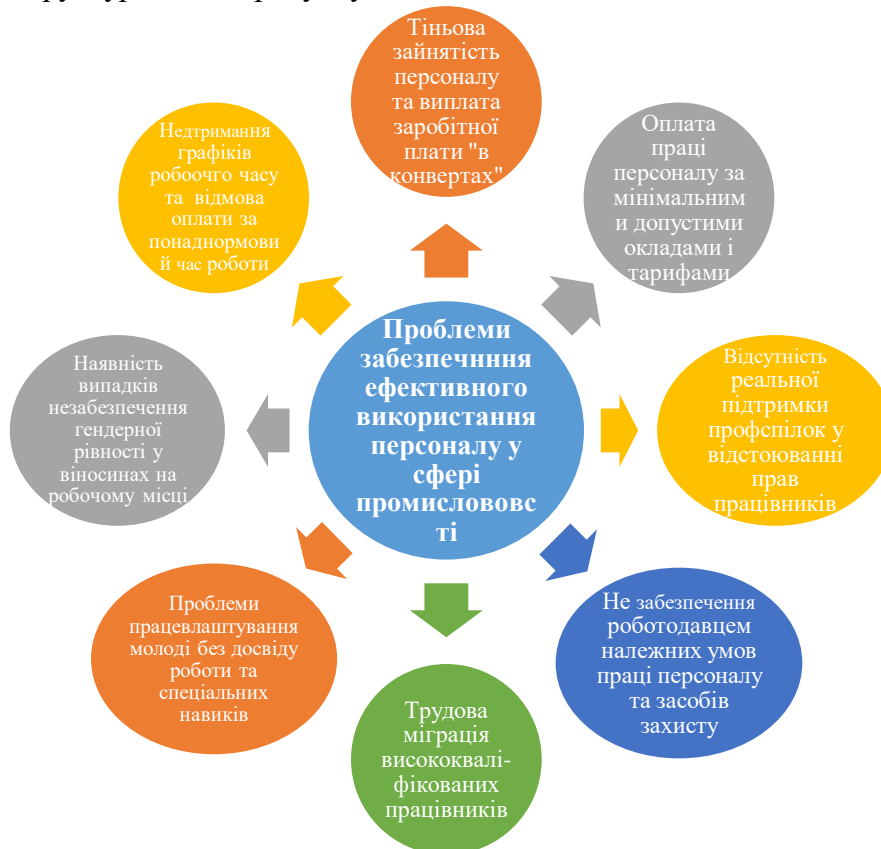 Тіньова
зайнятість
персоналу
та виплата
заробітної
плати "в
конвертах"
Оплата
праці
персоналу за
мінімальним
и допустими
окладами і
тарифами
Відсутність
реальної
підтримки
профспілок у
відстоюванні
прав
працівників
Не забезпечення
роботодавцем
належних умов
праці персоналу
та засобів
захисту
Трудова
міграція
висококвалі-
фікованих
працівників
Проблеми
працевлаштування
молоді без досвіду
роботи та
спеціальних
навиків
Наявність
випадків
незабезпечення
гендерної
рівності у
віносинах на
робочому місці
Недтримання
графіків
робоочго часу
та відмова
оплати за
понаднормови
й час роботи
Проблеми
забезпечнння
ефективного
використання
персоналу у
сфері
промислововс
ті